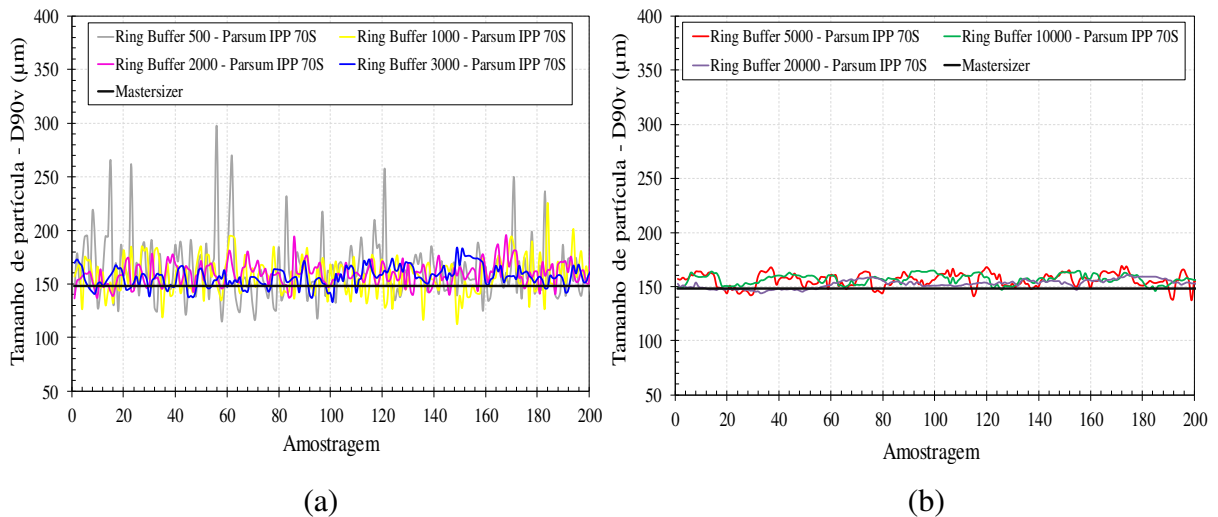 Ring Buffer 500 - Parsum IPP 70S
Ring Buffer 1000 - Parsum IPP 70S
Ring Buffer 2000 - Parsum IPP 70S
Ring Buffer 3000 - Parsum IPP 70S
Mastersizer
Tamanho de partícula - D90v (µm)
400
350
300
250
200
150
100
50
0 20 40 60 80 100 120 140 160 180 200
Amostragem
(a)
Ring Buffer 5000 - Parsum IPP 70S
Ring Buffer 10000 - Parsum IPP 70S
Ring Buffer 20000 - Parsum IPP 70S
Mastersizer
Tamanho de partícula - D90v (µm)
400
350
300
250
200
150
100
50
0 20 40 60 80 100 120 140 160 180 200
Amostragem
(b)